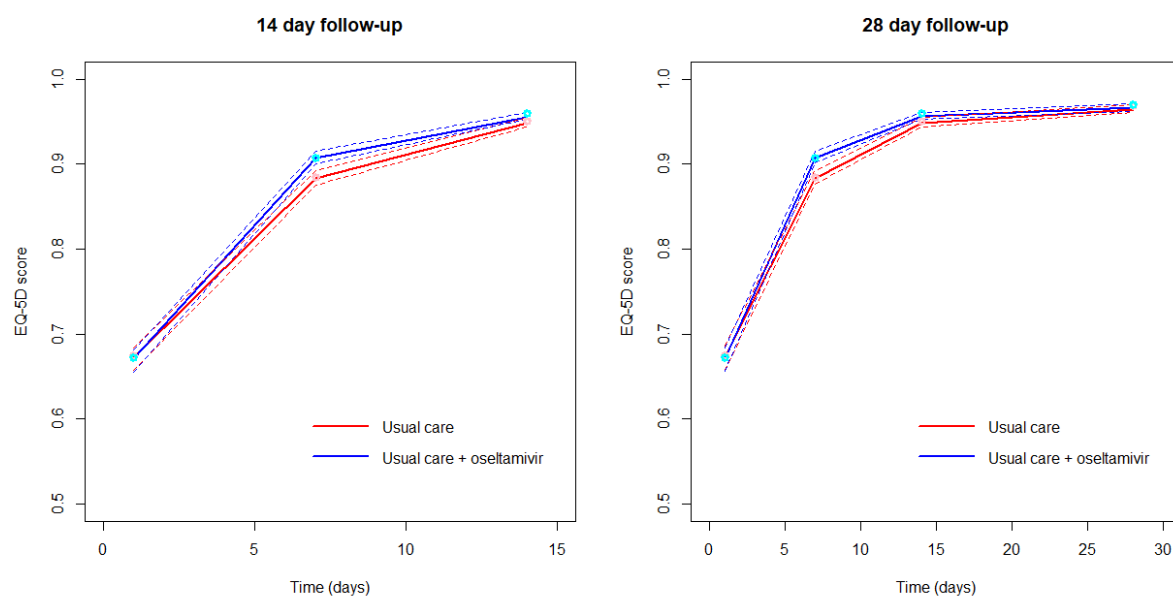 14 day follow-up
1.0
0.9
0.8
0.7
0.6
0.5
EQ-5D score
Usual care
Usual care + oseltamivir
0 5 10 15
Time (days)
28 day follow-up
1.0
0.9
0.8
0.7
0.6
0.5
EQ-5D score
Usual care
Usual care + oseltamivir
0 5 10 15 20 25 30
Time (days)